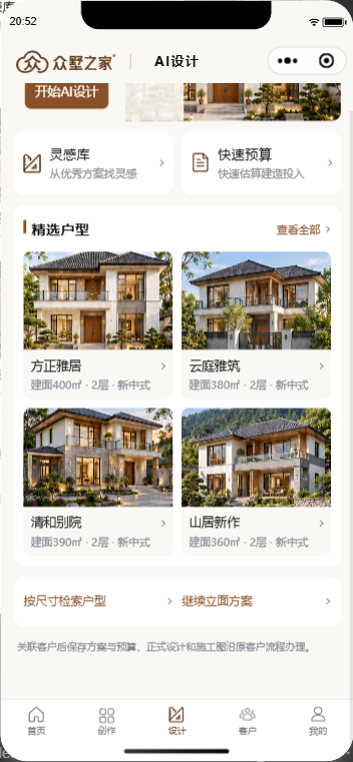 20:52
众墅之家
AI设计
开始AI设计
灵感库
从优秀方案找灵感
快速预算
快速估算建造投入
精选户型
查看全部
方正雅居
建面400㎡ · 2层 · 新中式
云庭雅筑
建面380㎡ · 2层 · 新中式
清和别院
建面390㎡ · 2层 · 新中式
山居新作
建面360㎡ · 2层 · 新中式
按尺寸检索户型
继续立面方案
关联客户后保存方案与预算，正式设计和施工图沿原客户流程办理。
首页
创作
设计
客户
我的